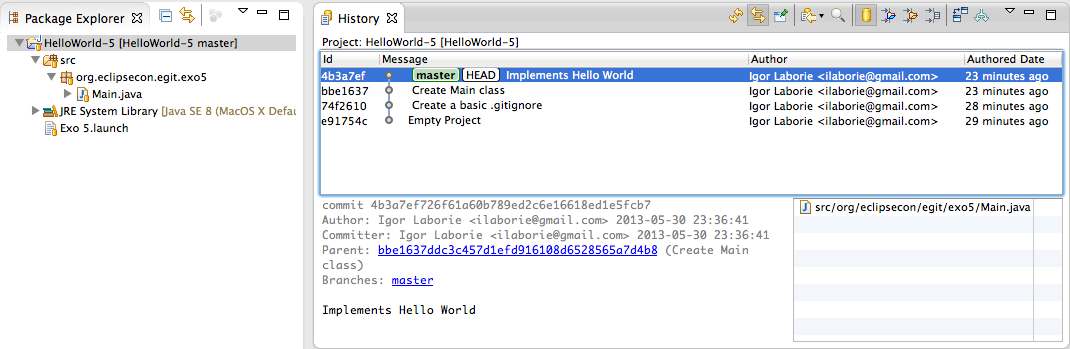 Package Explorer
HelloWorld-5 [HelloWorld-5 master]
src
org.eclipsecon.egit.exo5
Main.java
JRE System Library [Java SE 8 (MacOS X Defau
Exo 5.launch
History
Project: HelloWorld-5 [HelloWorld-5]
Id Message Author Authored Date
4b3a7ef master HEAD Implements Hello World Igor Laborie <ilaborie@gmail.com> 23 minutes ago
bbe1637 Create Main class Igor Laborie <ilaborie@gmail.com> 23 minutes ago
74f2610 Create a basic .gitignore Igor Laborie <ilaborie@gmail.com> 28 minutes ago
e91754c Empty Project Igor Laborie <ilaborie@gmail.com> 29 minutes ago
commit 4b3a7ef726f61a60b789ed2c6e16618ed1e5fcb7
Author: Igor Laborie <ilaborie@gmail.com> 2013-05-30 23:36:41
Committer: Igor Laborie <ilaborie@gmail.com> 2013-05-30 23:36:41
Parent: bbe1637ddc3c457d1efd916108d6528565a7d4b8 (Create Main
class)
Branches: master
Implements Hello World
src/org/eclipsecon/egit/exo5/Main.java